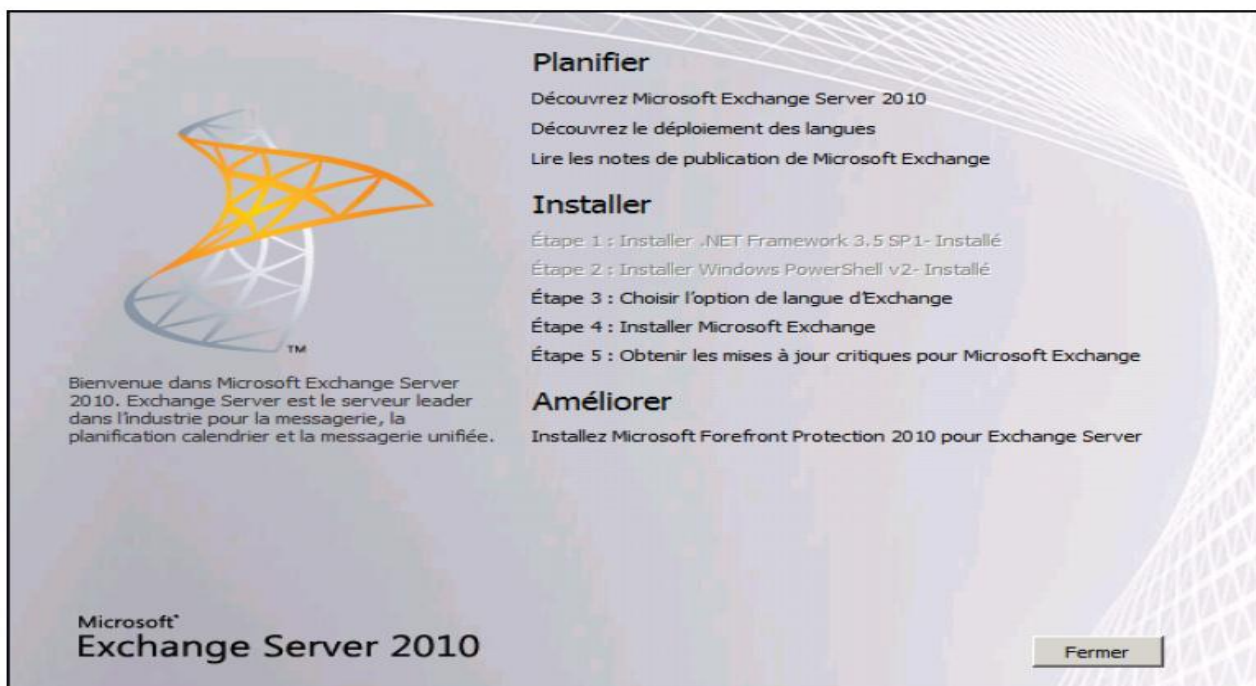 Planifier
Découvrez Microsoft Exchange Server 2010
Découvrez le déploiement des langues
Lire les notes de publication de Microsoft Exchange
Installer
Étape 1 : Installer .NET Framework 3.5 SP1- Installé
Étape 2 : Installer Windows PowerShell v2- Installé
Étape 3 : Choisir l'option de langue d'Exchange
Étape 4 : Installer Microsoft Exchange
Étape 5 : Obtenir les mises à jour critiques pour Microsoft Exchange
Améliorer
Installez Microsoft Forefront Protection 2010 pour Exchange Server
TM
Bienvenue dans Microsoft Exchange Server
2010. Exchange Server est le serveur leader
dans l'industrie pour la messagerie, la
planification calendrier et la messagerie unifiée.
Microsoft®
Exchange Server 2010
Fermer